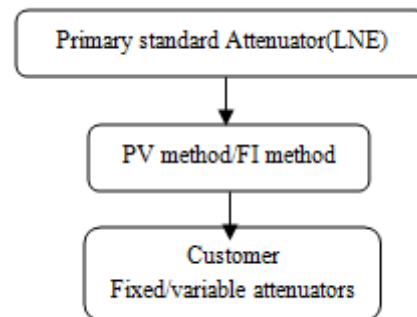 Primary standard Attenuator(LNE)
PV method/FI method
Customer
Fixed/variable attenuators